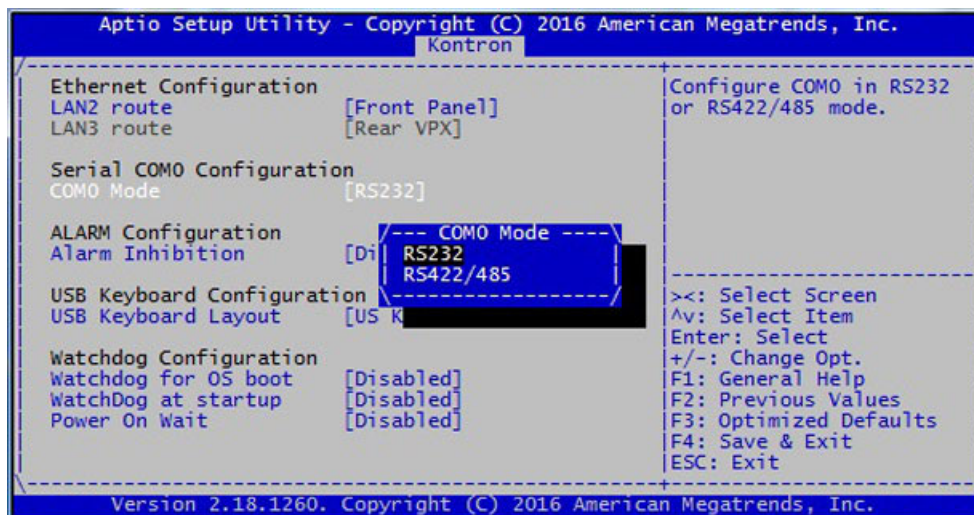 Aptio Setup Utility - Copyright (C) 2016 American Megatrends, Inc.
Kontron
Ethernet Configuration
LAN2 route [Front Panel]
LAN3 route [Rear VPX]
Serial COM0 Configuration
COM0 Mode [RS232]
ALARM Configuration
Alarm Inhibition [Di
USB Keyboard Configuration
USB Keyboard Layout [US K
Watchdog Configuration
Watchdog for OS boot [Disabled]
WatchDog at startup [Disabled]
Power On Wait [Disabled]
/--- COM0 Mode ----\
RS232
RS422/485
\-------------------/
Configure COM0 in RS232
or RS422/485 mode.
><: Select Screen
^v: Select Item
Enter: Select
+/-: Change Opt.
F1: General Help
F2: Previous Values
F3: Optimized Defaults
F4: Save & Exit
ESC: Exit
Version 2.18.1260. Copyright (C) 2016 American Megatrends, Inc.